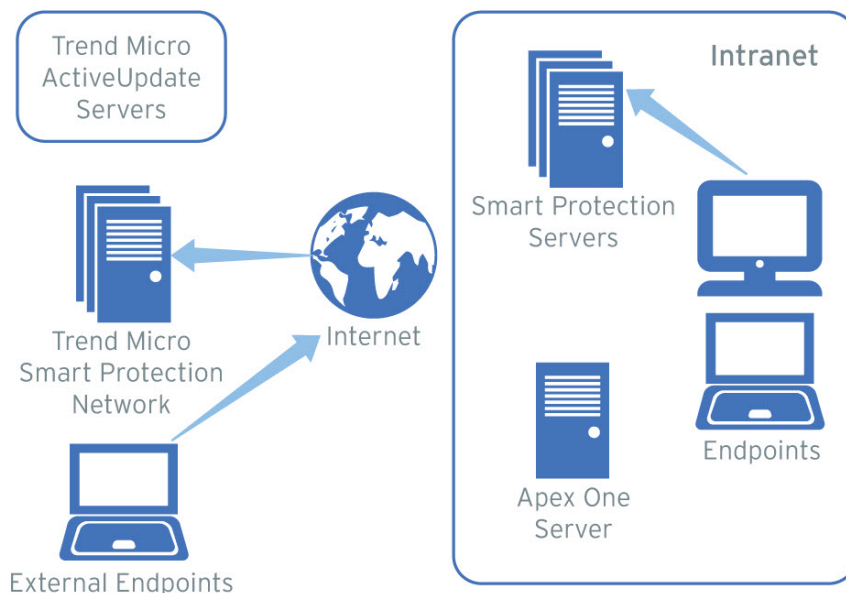 Trend Micro
ActiveUpdate
Servers
Intranet
Smart Protection
Servers
Internet
Trend Micro
Smart Protection
Network
Endpoints
Apex One
Server
External Endpoints